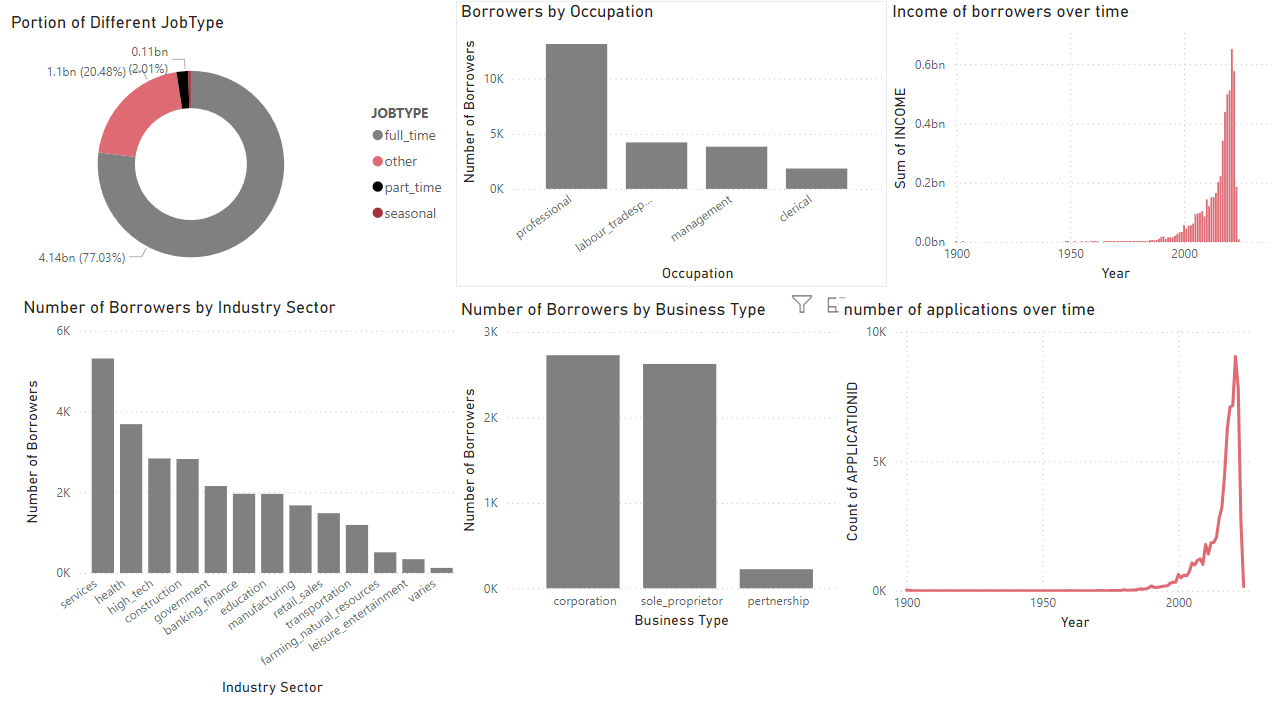 Portion of Different JobType
0.11bn
(2.01%)
1.1bn (20.48%)
4.14bn (77.03%)
JOBTYPE
full_time
other
part_time
seasonal
Borrowers by Occupation
Number of Borrowers
10K
5K
0K
professional
labour_tradesp...
management
clerical
Occupation
Income of borrowers over time
Sum of INCOME
0.6bn
0.4bn
0.2bn
0.0bn
1900
1950
2000
Year
Number of Borrowers by Industry Sector
Number of Borrowers
6K
4K
2K
0K
services
health
high_tech
construction
government
banking_finance
education
manufacturing
retail_sales
transportation
farming_natural_resources
leisure_entertainment
varies
Industry Sector
Number of Borrowers by Business Type
Number of Borrowers
3K
2K
1K
0K
corporation
sole_proprietor
pertnership
Business Type
number of applications over time
Count of APPLICATIONID
10K
5K
0K
1900
1950
2000
Year